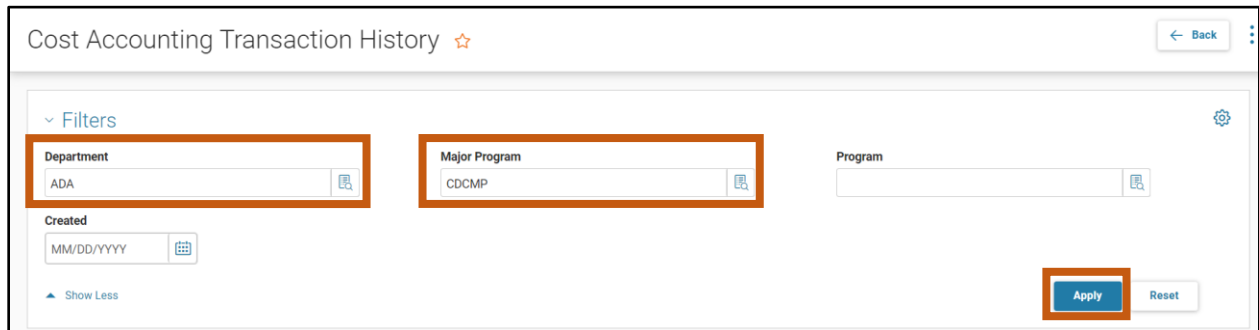 Cost Accounting Transaction History
Back
Filters
Department
Major Program
Program
ADA
CDCMP
Created
MM/DD/YYYY
Show Less
Apply
Reset